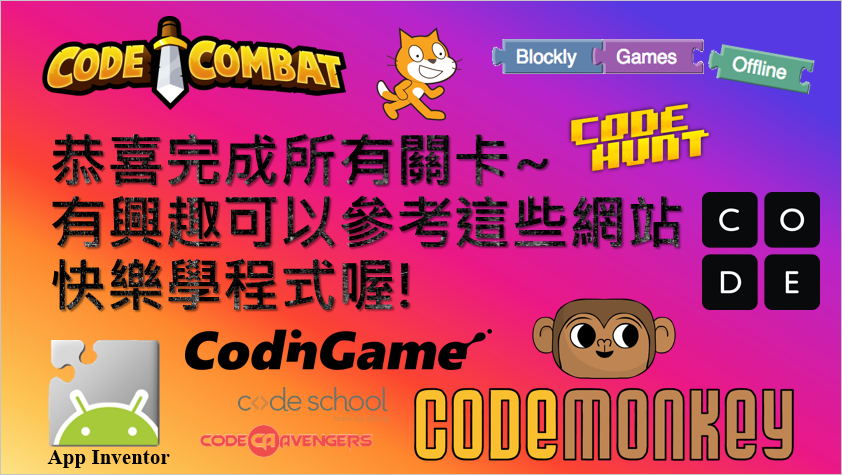 CODE COMBAT
Blockly Games Offline
CODE HUNT
恭喜完成所有關卡~
有興趣可以參考這些網站
快樂學程式喔!
C O
D E
CodinGame
code school
CODE CA AVENGERS
App Inventor
CODEMONKEY